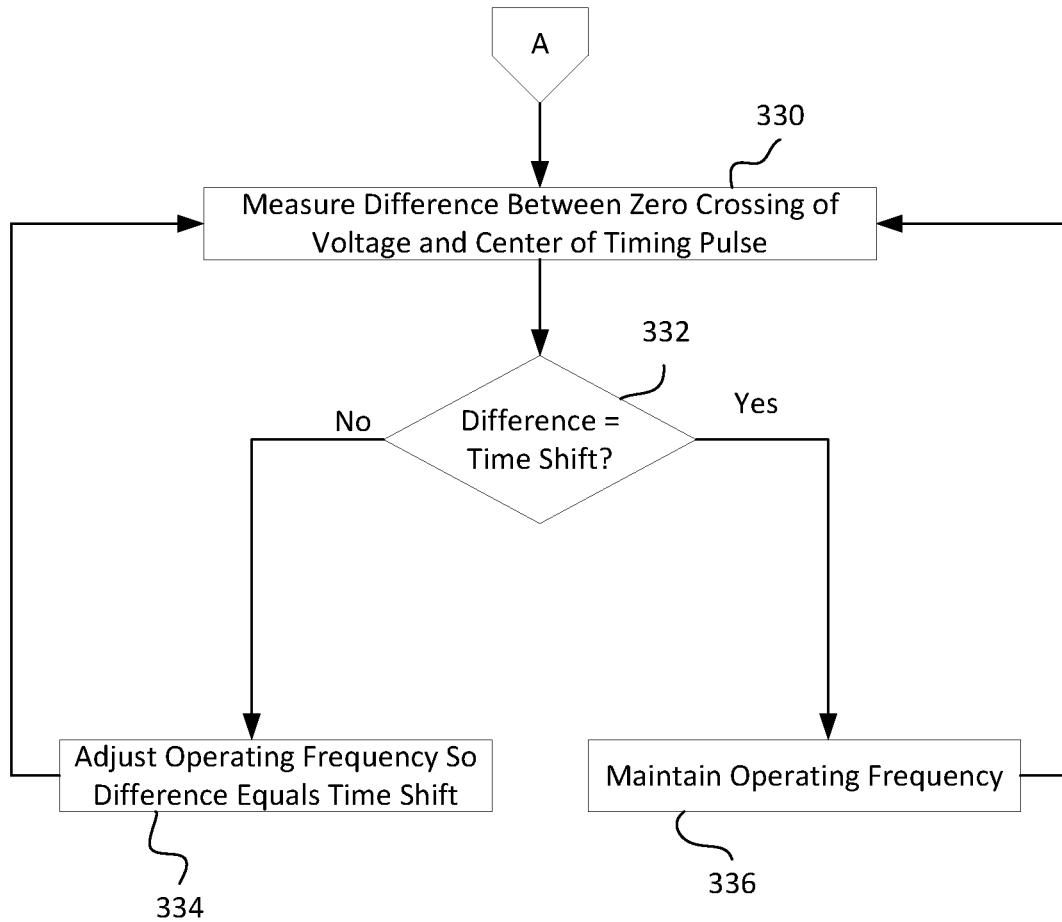 A
330
Measure Difference Between Zero Crossing of
Voltage and Center of Timing Pulse
332
No
Difference =
Time Shift?
Yes
Adjust Operating Frequency So
Difference Equals Time Shift
Maintain Operating Frequency
334
336